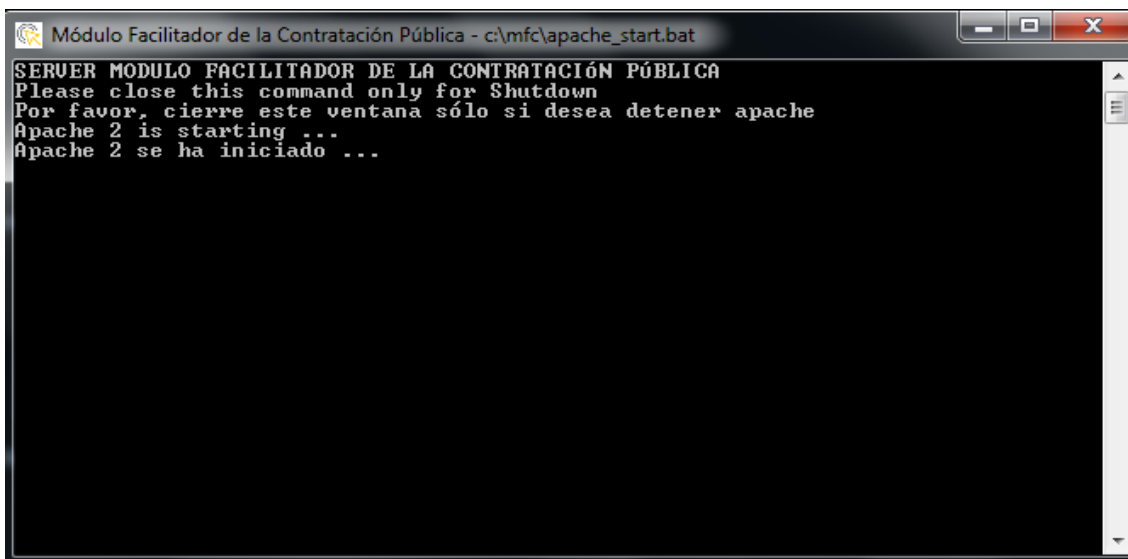 Módulo Facilitador de la Contratación Pública - c:\mfc\apache_start.bat
SERVER MODULO FACILITADOR DE LA CONTRATACIóN PúBLICA
Please close this command only for Shutdown
Por favor, cierre este ventana sólo si desea detener apache
Apache 2 is starting ...
Apache 2 se ha iniciado ...